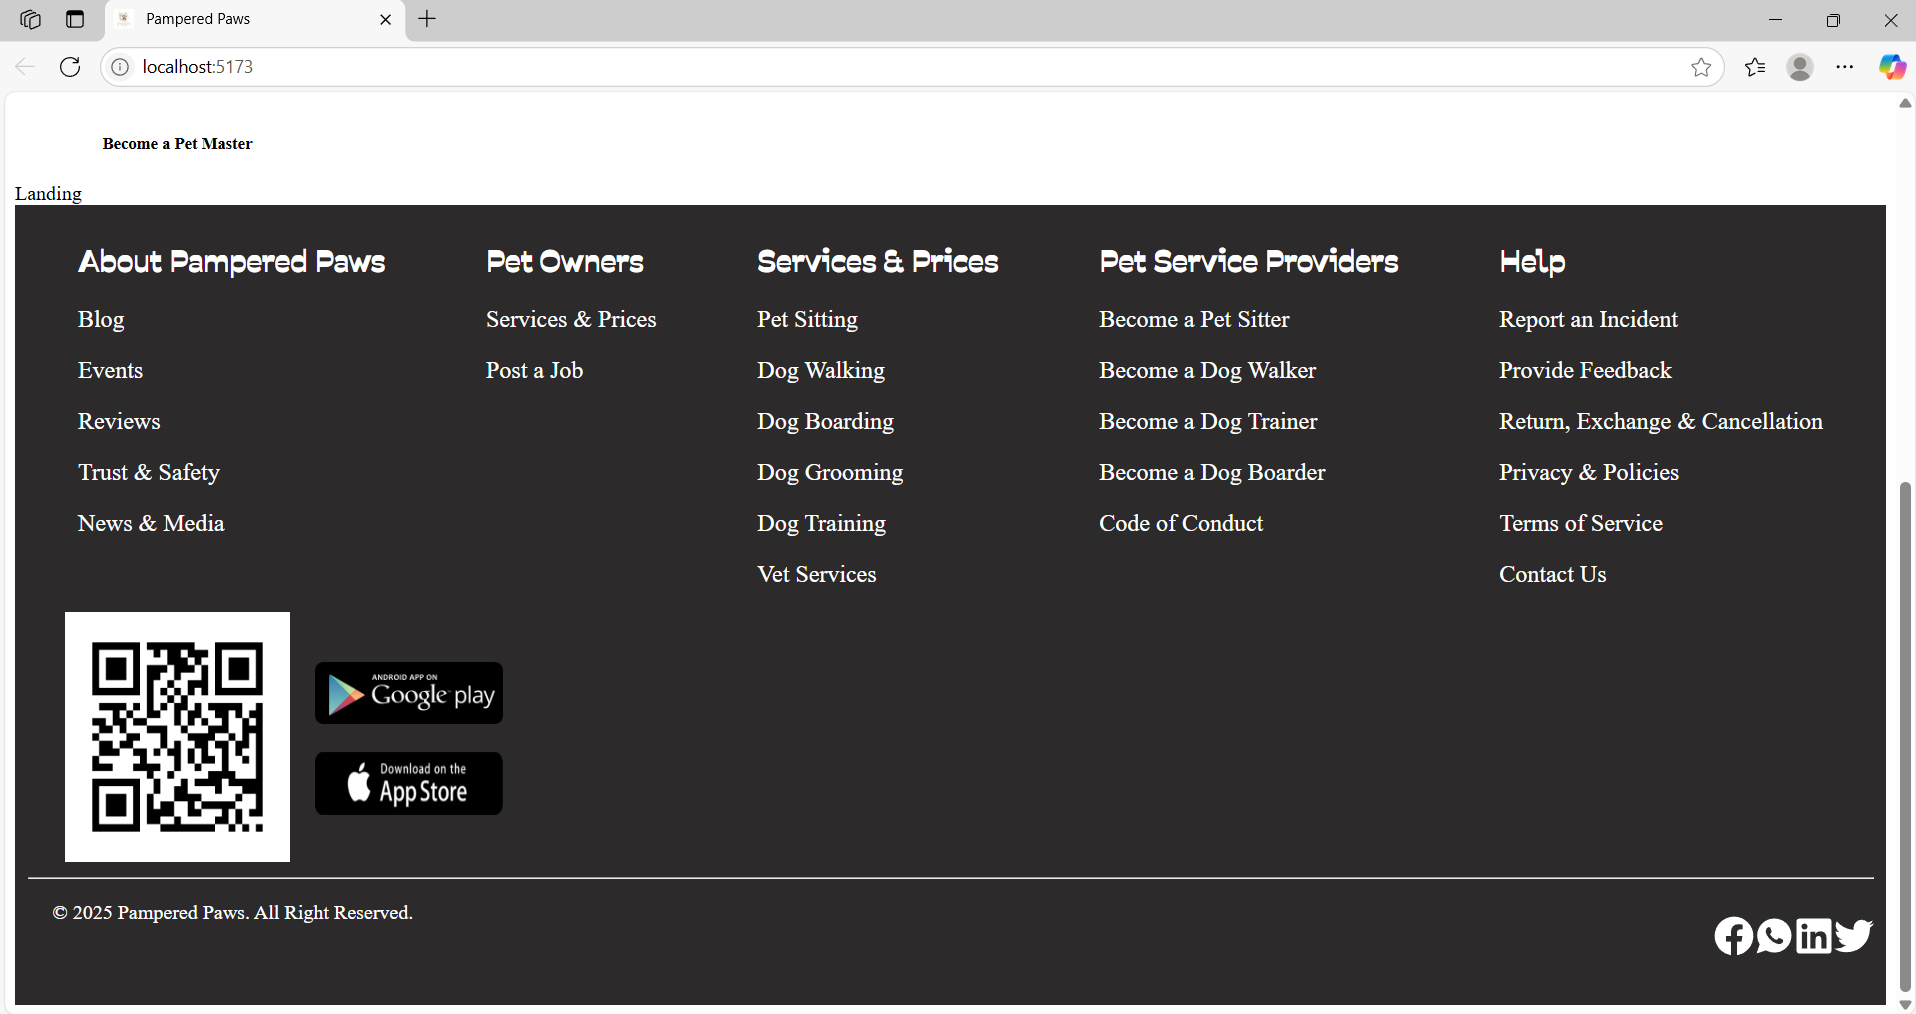 Pampered Paws
localhost:5173
Become a Pet Master
Landing
About Pampered Paws
Blog
Events
Reviews
Trust & Safety
News & Media
Pet Owners
Services & Prices
Post a Job
Services & Prices
Pet Sitting
Dog Walking
Dog Boarding
Dog Grooming
Dog Training
Vet Services
Pet Service Providers
Become a Pet Sitter
Become a Dog Walker
Become a Dog Trainer
Become a Dog Boarder
Code of Conduct
Help
Report an Incident
Provide Feedback
Return, Exchange & Cancellation
Privacy & Policies
Terms of Service
Contact Us
ANDROID APP ON
Google play
Download on the
App Store
© 2025 Pampered Paws. All Right Reserved.
in